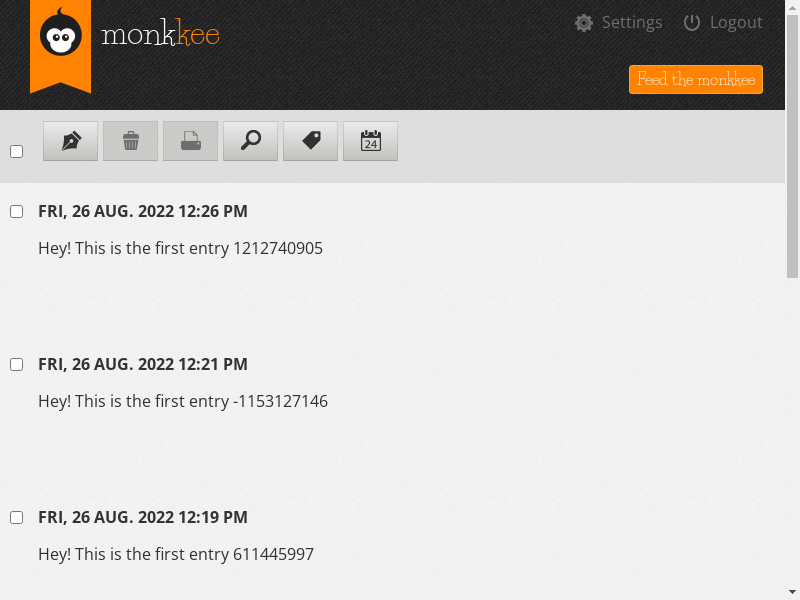 monkkee
Settings
Logout
Feed the monkkee
24
FRI, 26 AUG. 2022 12:26 PM
Hey! This is the first entry 1212740905
FRI, 26 AUG. 2022 12:21 PM
Hey! This is the first entry -1153127146
FRI, 26 AUG. 2022 12:19 PM
Hey! This is the first entry 611445997